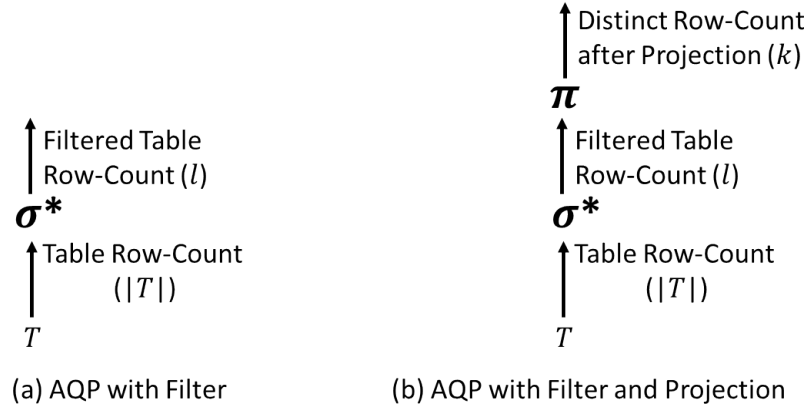 Distinct Row-Count
after Projection (k)
π
Filtered Table
Row-Count (l)
σ*
Table Row-Count
(|T|)
T
(a) AQP with Filter
Filtered Table
Row-Count (l)
σ*
Table Row-Count
(|T|)
T
(b) AQP with Filter and Projection